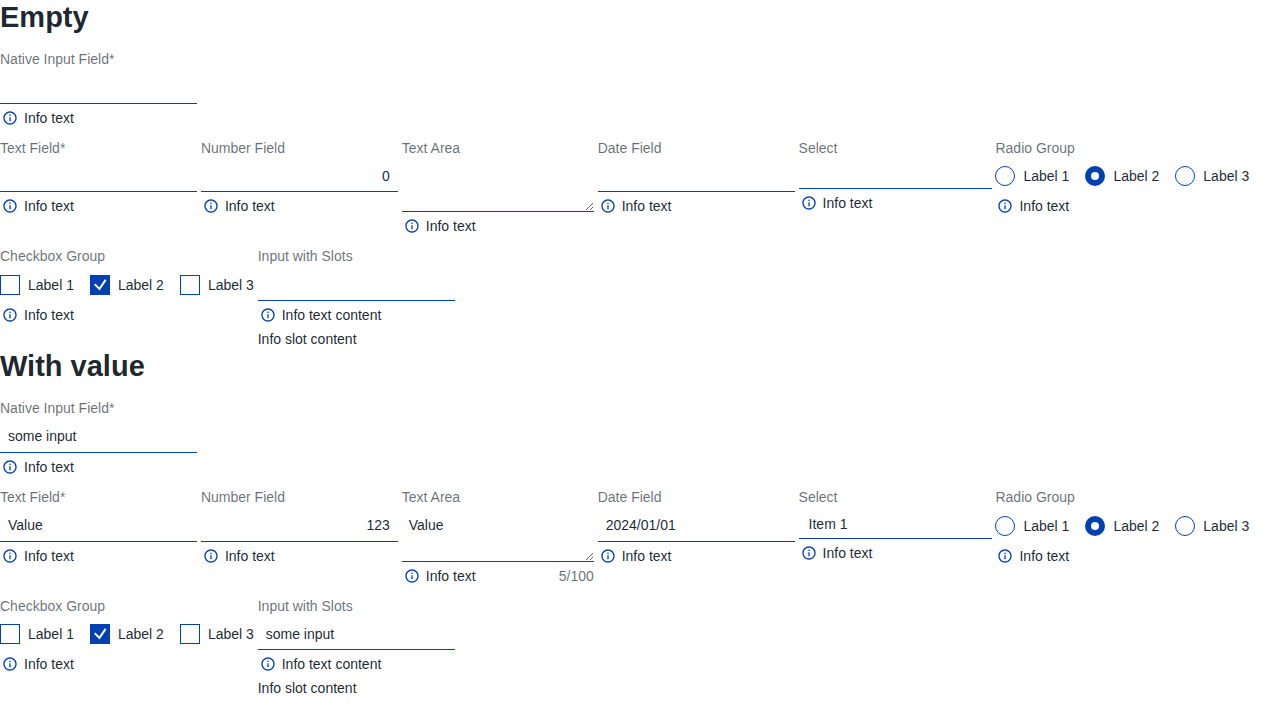 Empty
Native Input Field*
Info text
Text Field* Number Field Text Area Date Field Select Radio Group
0 Label 1 Label 2 Label 3
Info text Info text Info text Info text Info text Info text
Checkbox Group Input with Slots
Label 1 Label 2 Label 3
Info text Info text content
Info slot content
With value
Native Input Field*
some input
Info text
Text Field* Number Field Text Area Date Field Select Radio Group
Value 123 Value 2024/01/01 Item 1 Label 1 Label 2 Label 3
Info text Info text Info text 5/100 Info text Info text Info text
Checkbox Group Input with Slots
Label 1 Label 2 Label 3 some input
Info text Info text content
Info slot content